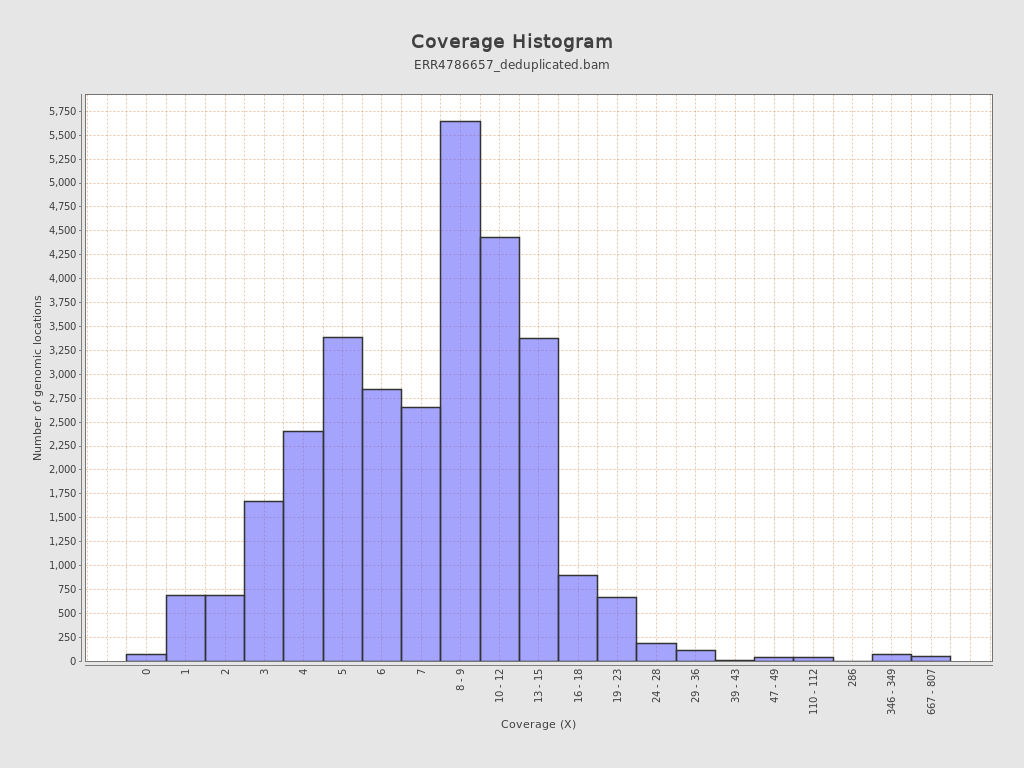 Coverage Histogram
ERR4786657_deduplicated.bam
Number of genomic locations
5,750
5,500
5,250
5,000
4,750
4,500
4,250
4,000
3,750
3,500
3,250
3,000
2,750
2,500
2,250
2,000
1,750
1,500
1,250
1,000
750
500
250
0
0
1
2
3
4
5
6
7
8 - 9
10 - 12
13 - 15
16 - 18
19 - 23
24 - 28
29 - 36
39 - 43
47 - 49
110 - 112
286
346 - 349
667 - 807
Coverage (X)